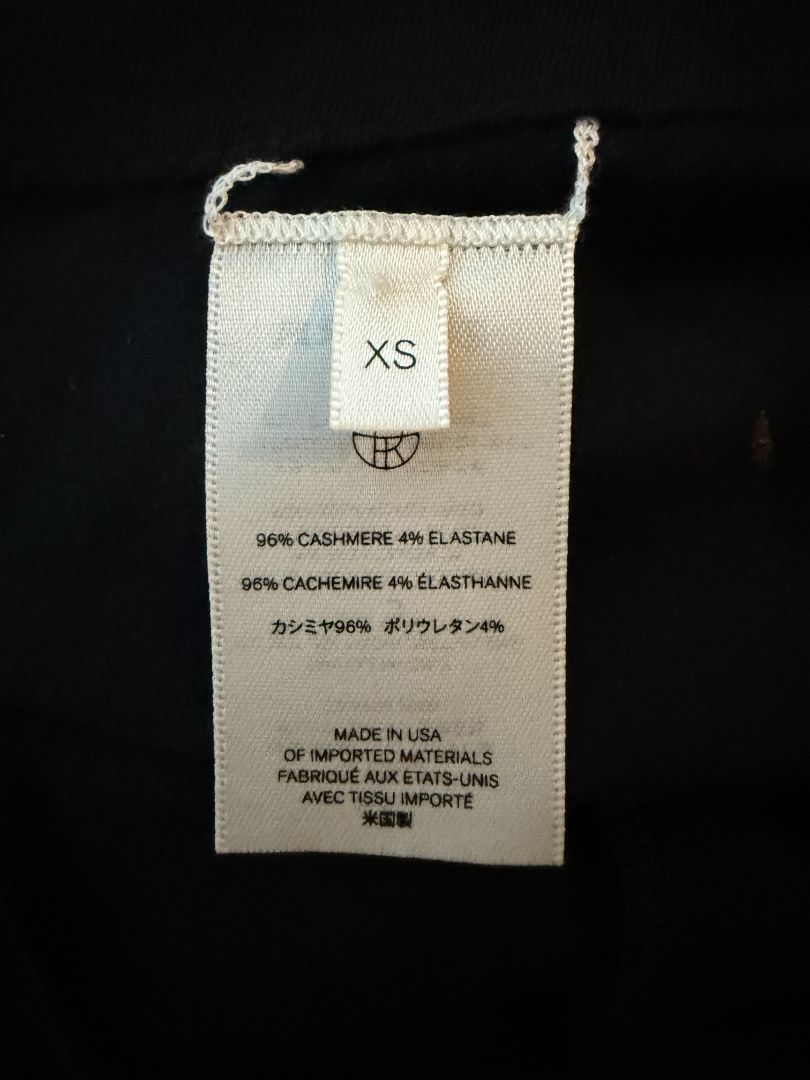 XS
96% CASHMERE 4% ELASTANE
96% CACHEMIRE 4% ÉLASTHANNE
カシミヤ96% ポリウレタン4%
MADE IN USA
OF IMPORTED MATERIALS
FABRIQUÉ AUX ETATS-UNIS
AVEC TISSU IMPORTÉ
米国製